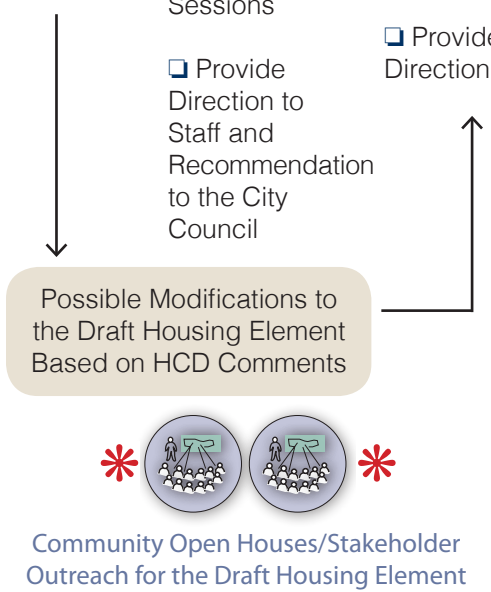 Sessions
❑ Provide
Direction to
Staff and
Recommendation
to the City
Council
❑ Provide
Direction
Possible Modifications to
the Draft Housing Element
Based on HCD Comments
Community Open Houses/Stakeholder
Outreach for the Draft Housing Element